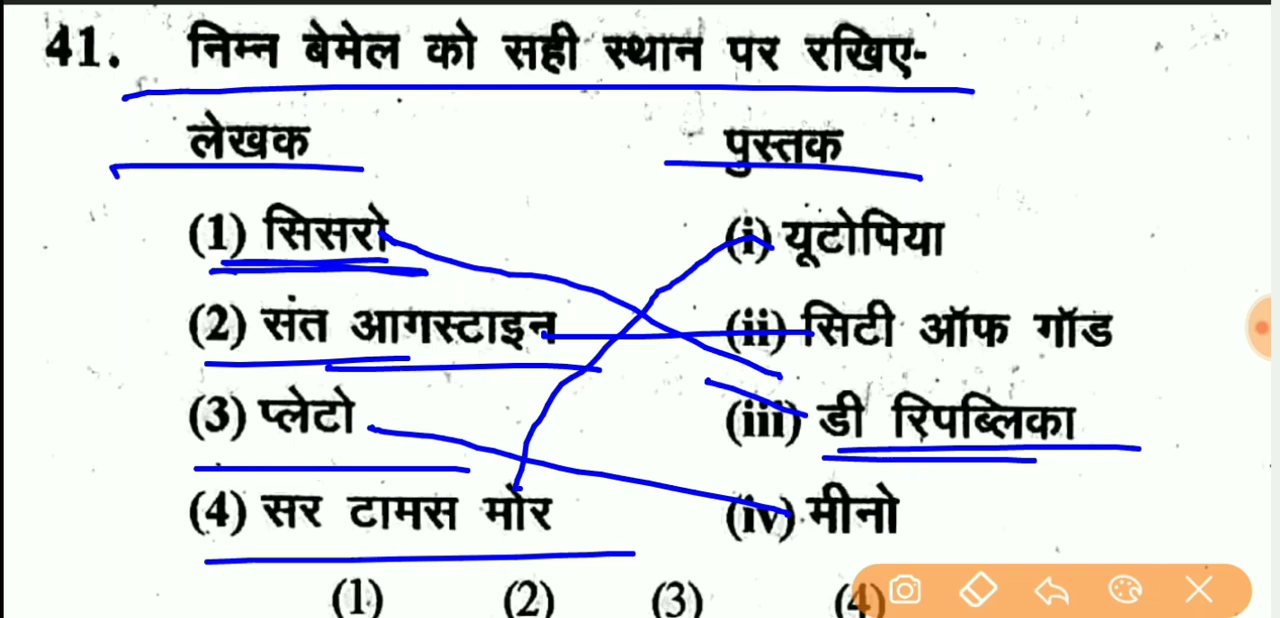 41. निम्न बेमेल को सही स्थान पर रखिए-
लेखक पुस्तक
(1) सिसरो (i) यूटोपिया
(2) संत आगस्टाइन (ii) सिटी ऑफ गॉड
(3) प्लेटो (iii) डी रिपब्लिका
(4) सर टामस मोर (iv) मीनो
(1) (2) (3) (4)